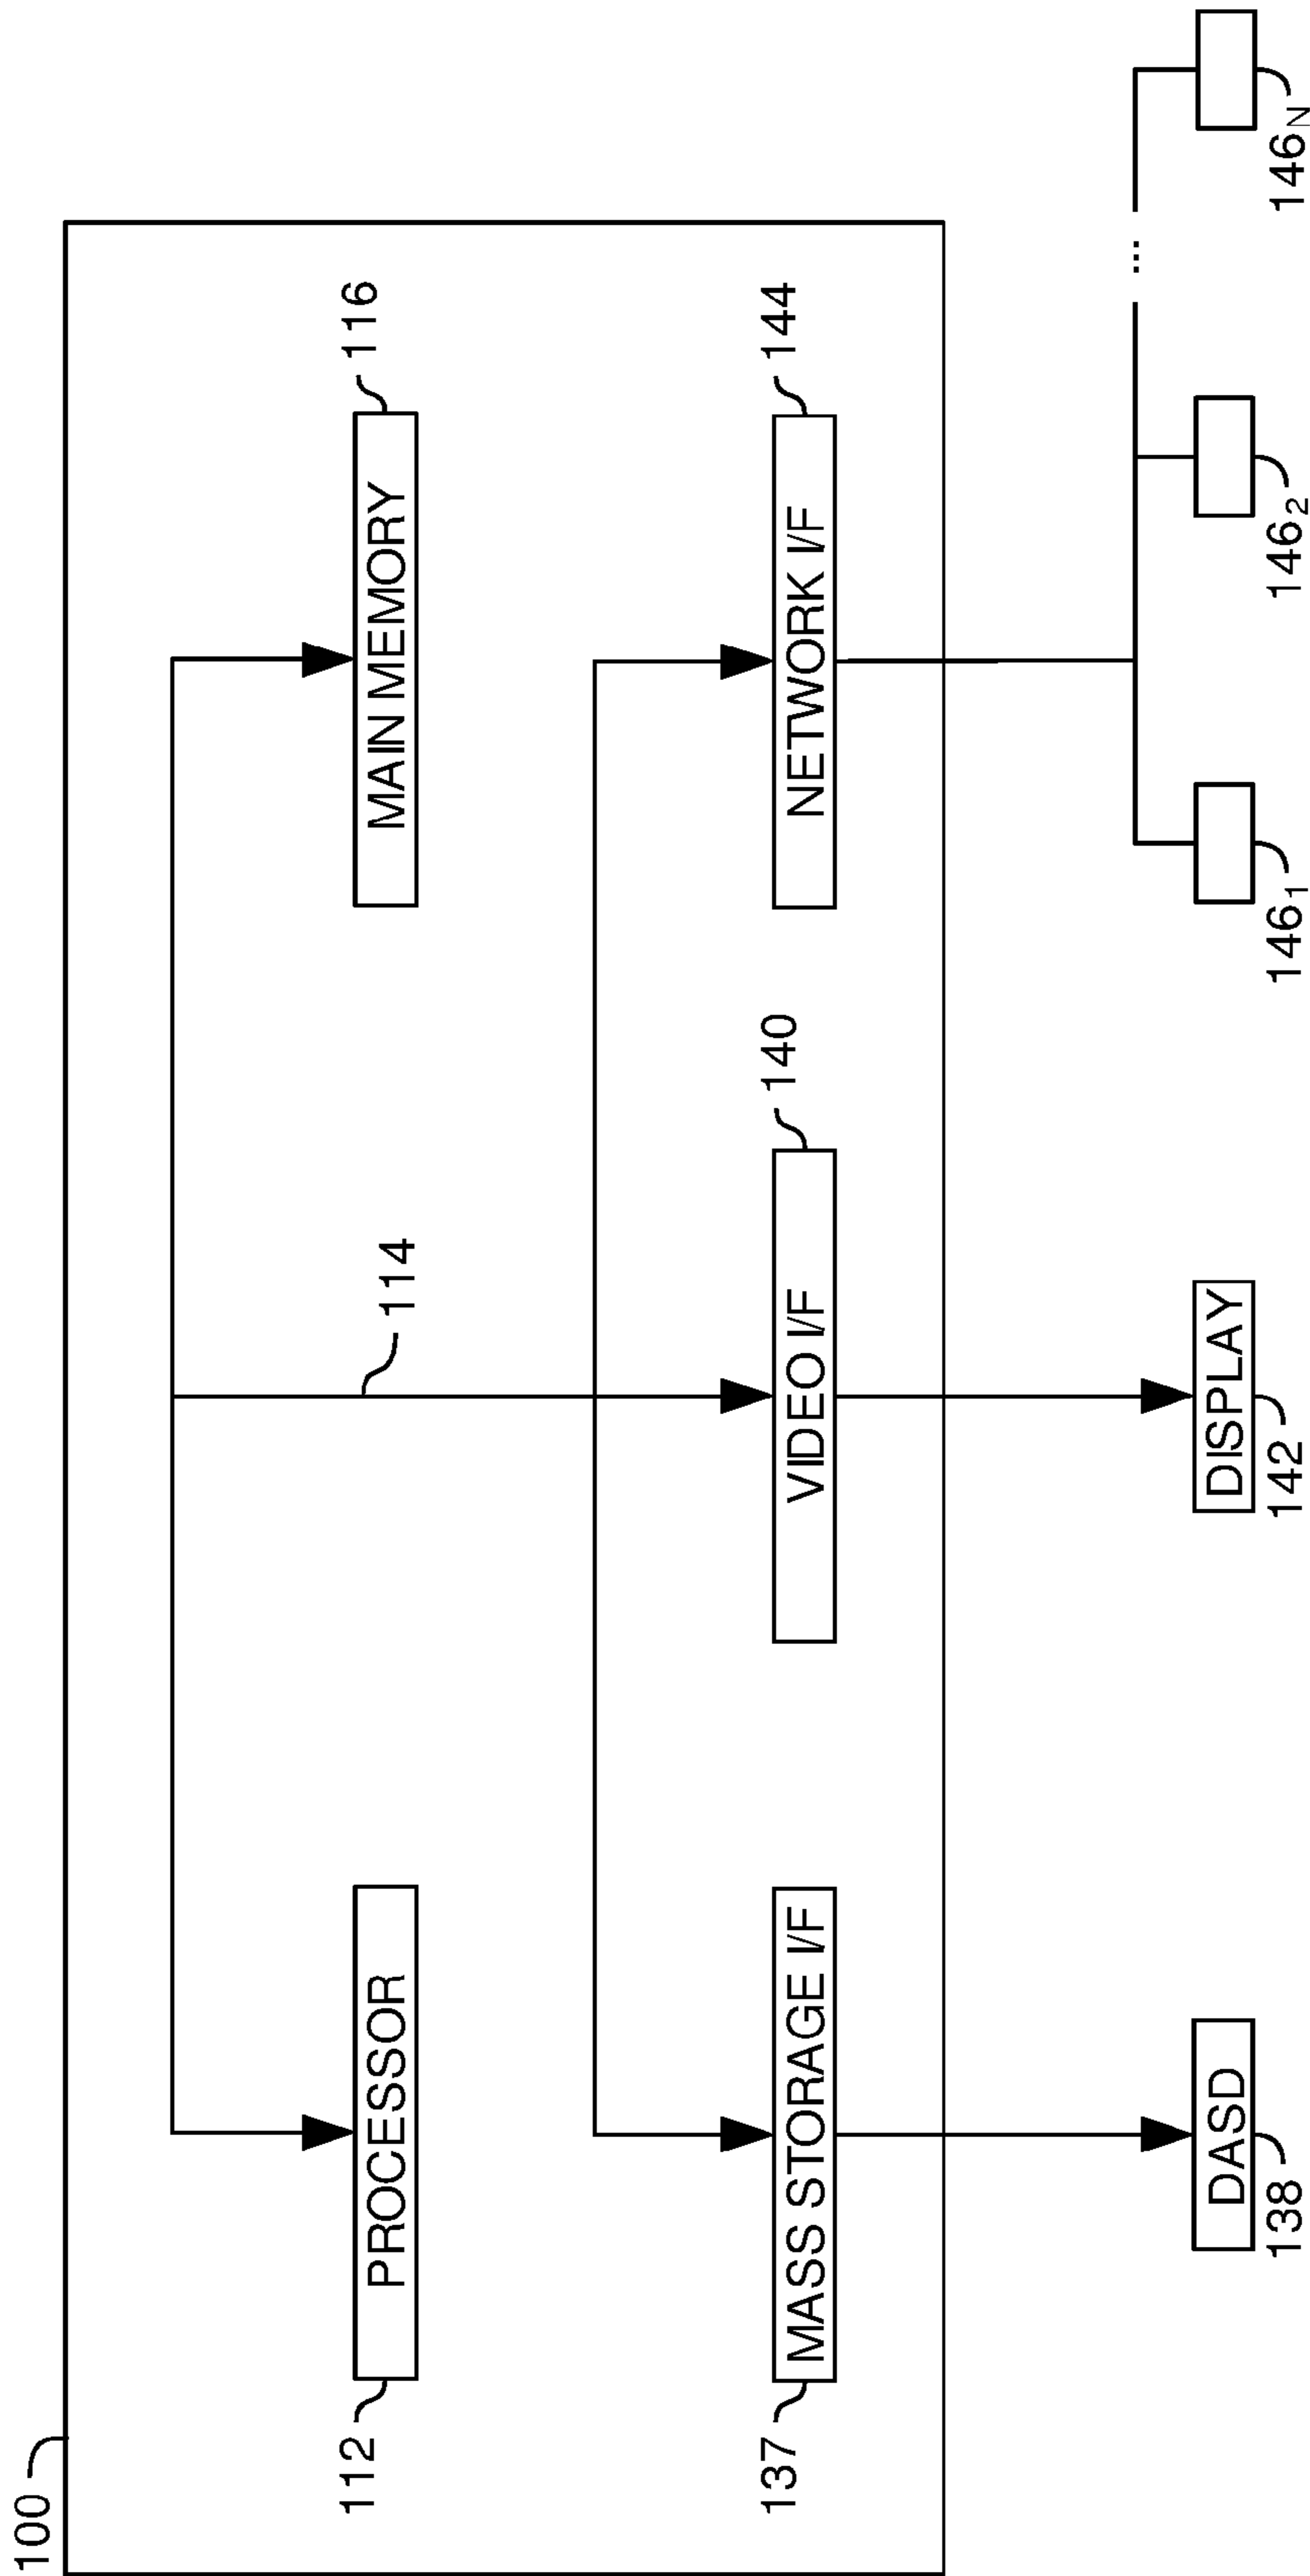 100
112
PROCESSOR
114
MAIN MEMORY
116
137
MASS STORAGE I/F
VIDEO I/F
140
NETWORK I/F
144
...
DASD
138
DISPLAY
142
146₁
146₂
146N